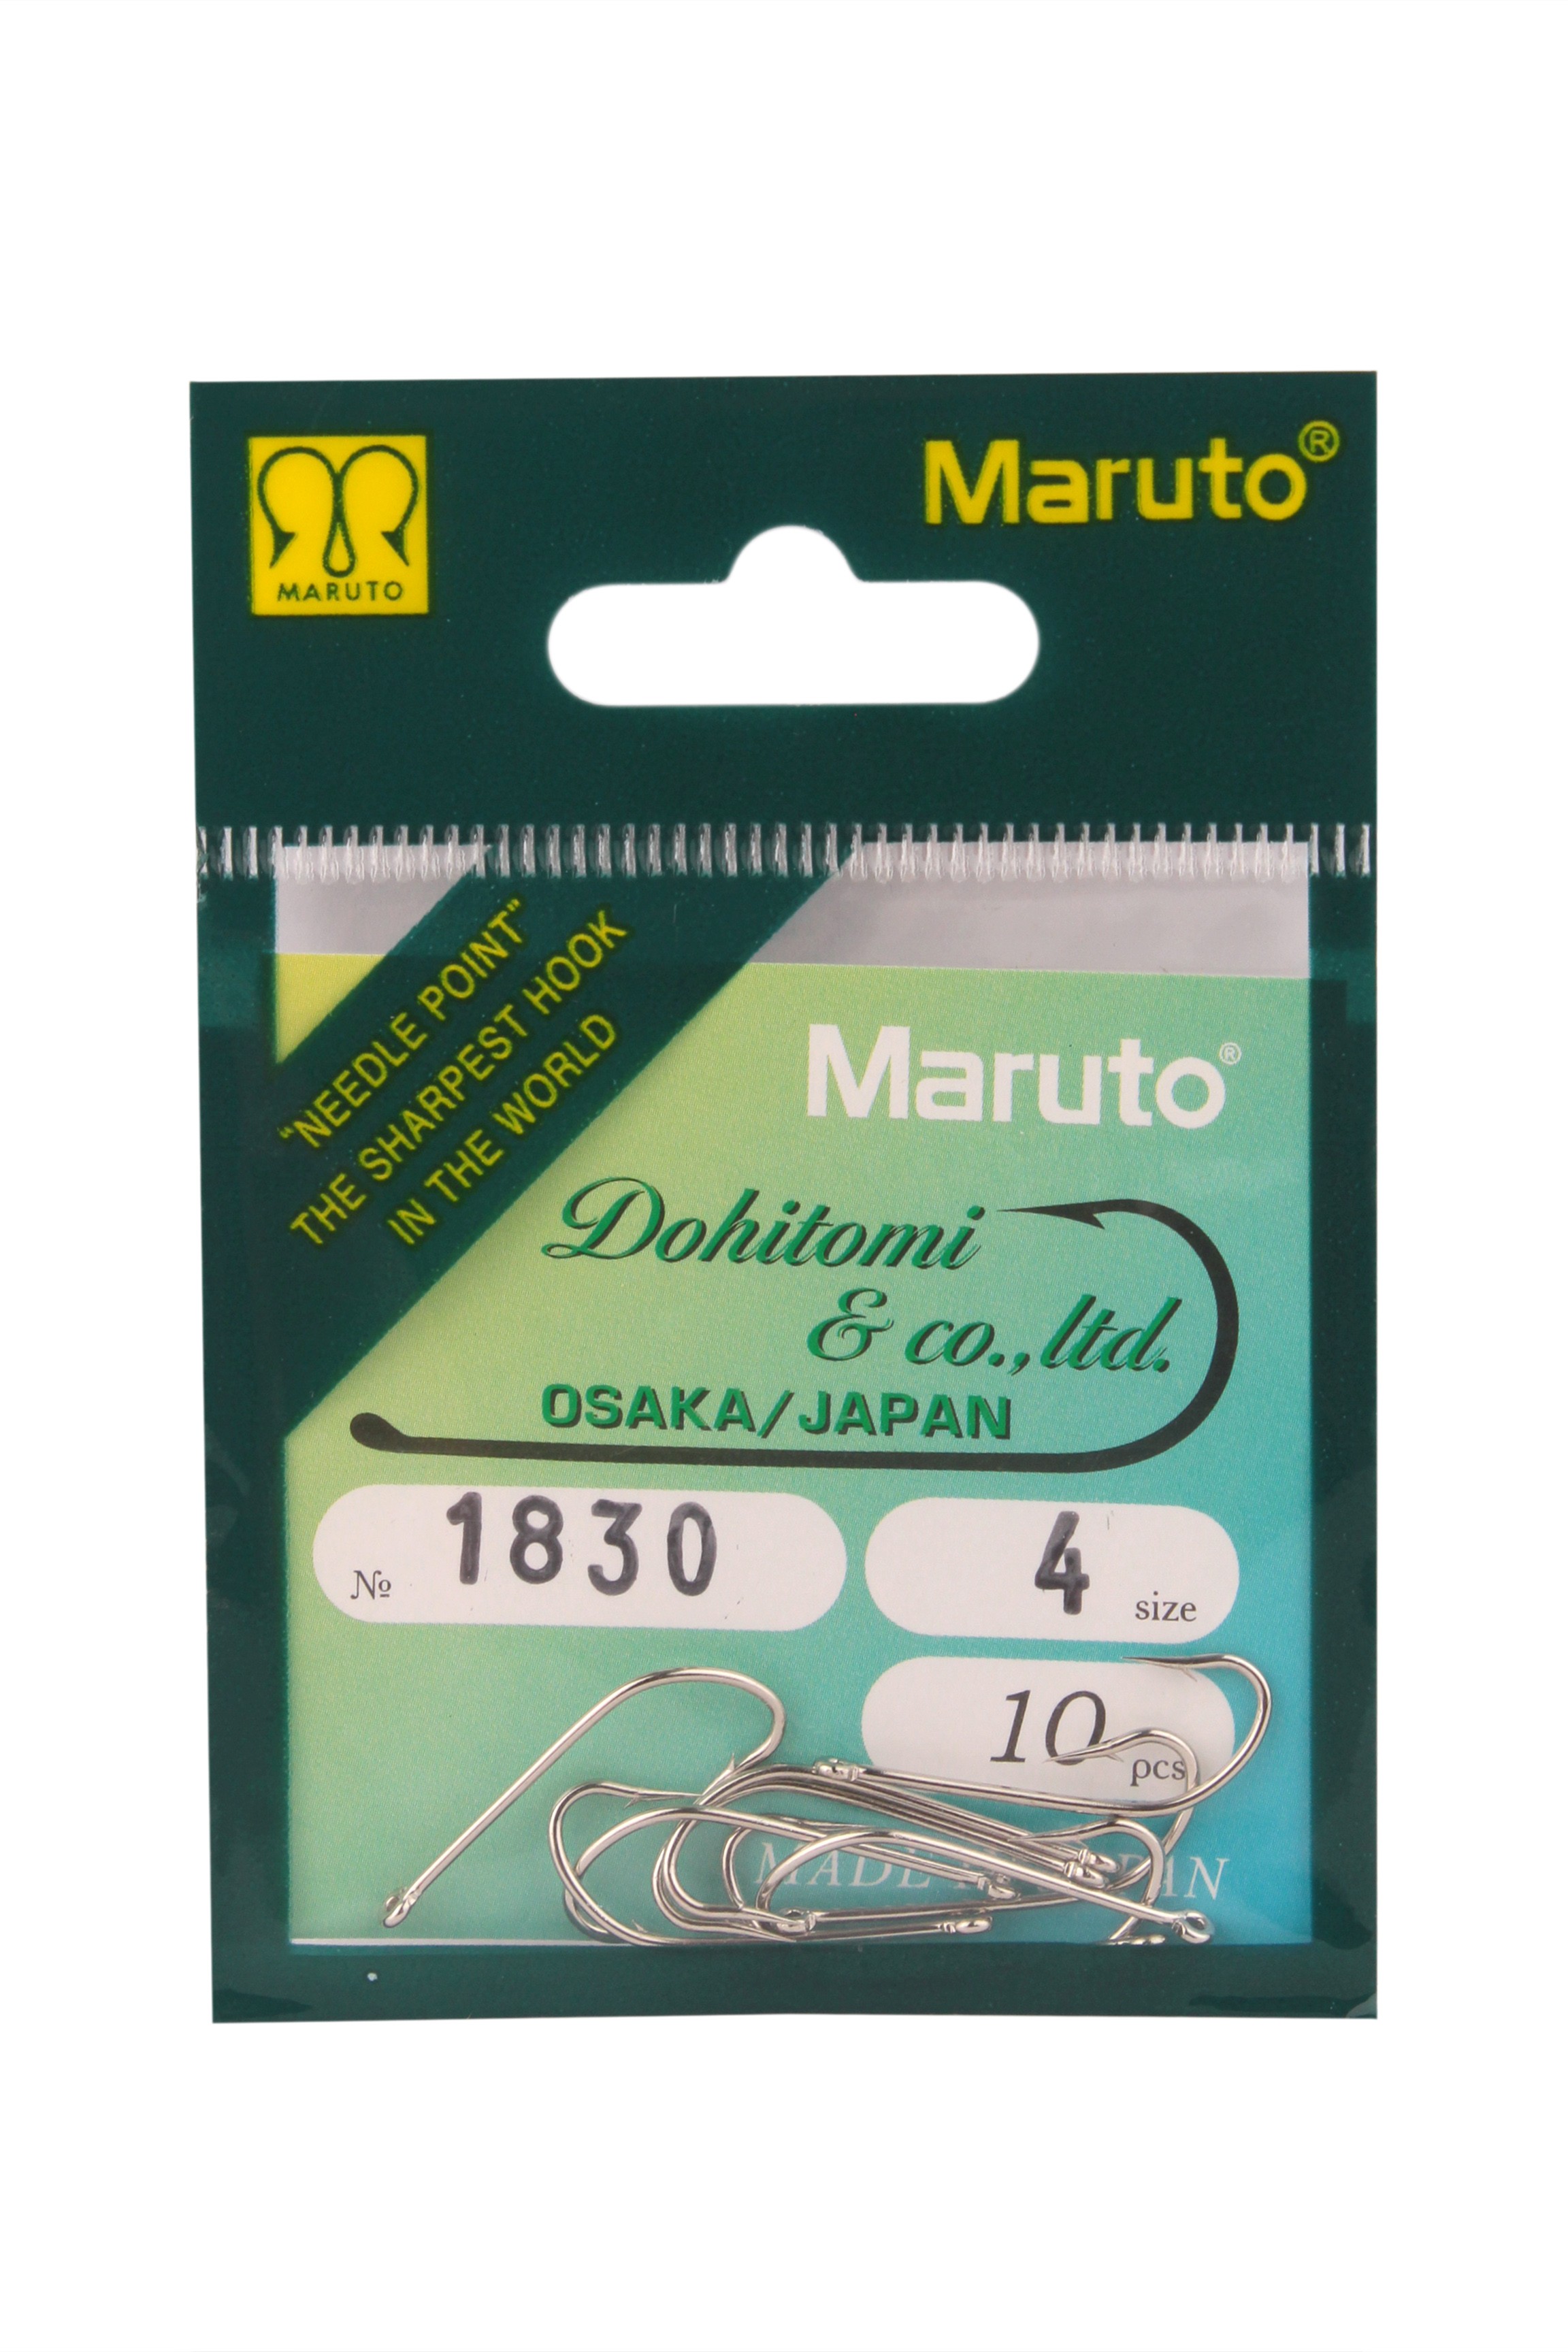 MARUTO
Maruto®
"NEEDLE POINT"
THE SHARPEST HOOK
IN THE WORLD
Maruto®
Dohitomi
& co.,ltd.
OSAKA/JAPAN
№ 1830
4 size
10 pcs
MADE